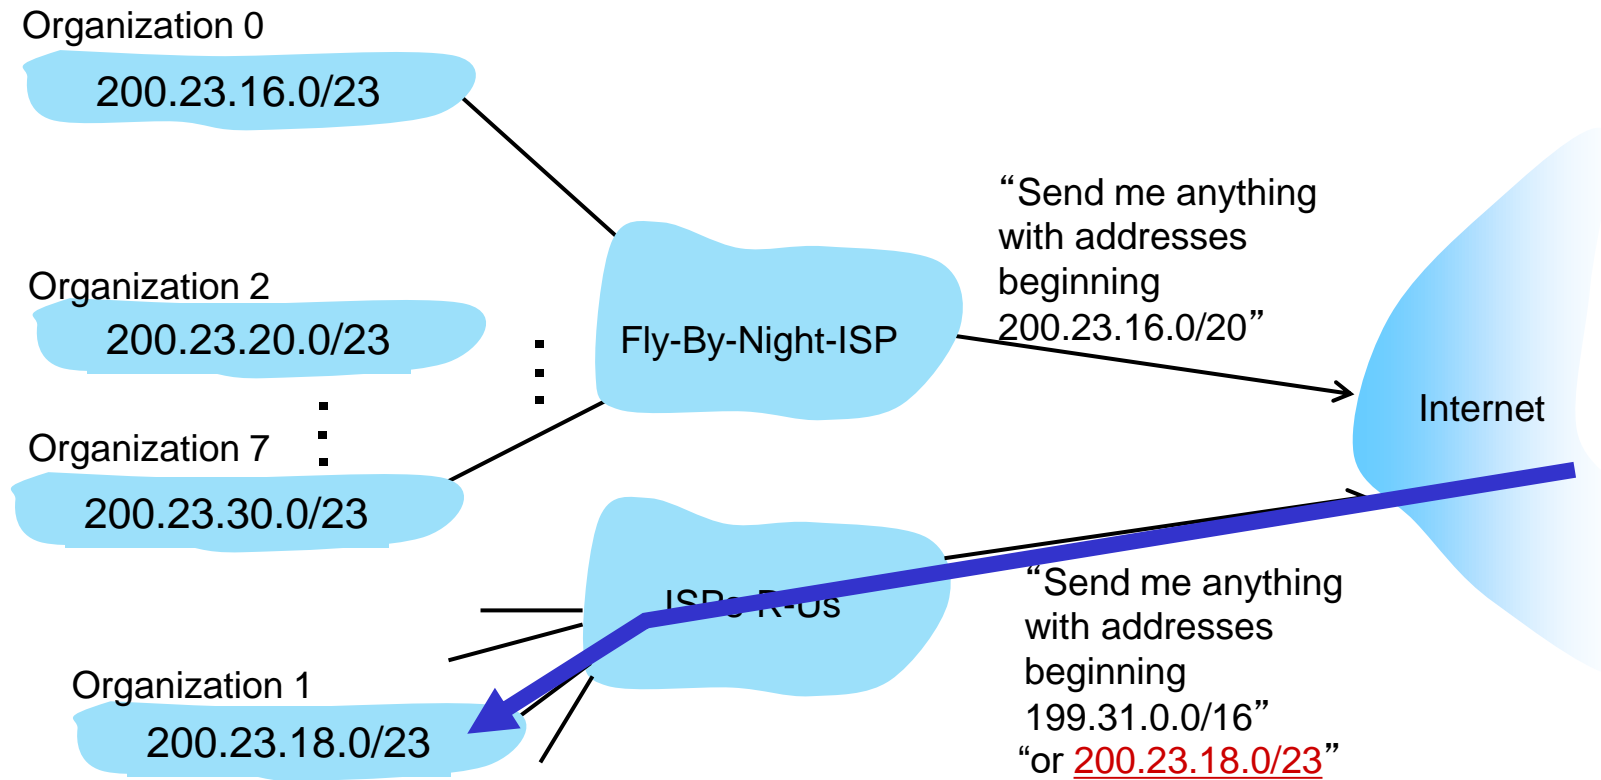 Organization 0
200.23.16.0/23
Organization 2
200.23.20.0/23
Organization 7
200.23.30.0/23
Fly-By-Night-ISP
“Send me anything
with addresses
beginning
200.23.16.0/20”
Internet
ISPs-R-Us
“Send me anything
with addresses
beginning
199.31.0.0/16”
“or 200.23.18.0/23”
Organization 1
200.23.18.0/23